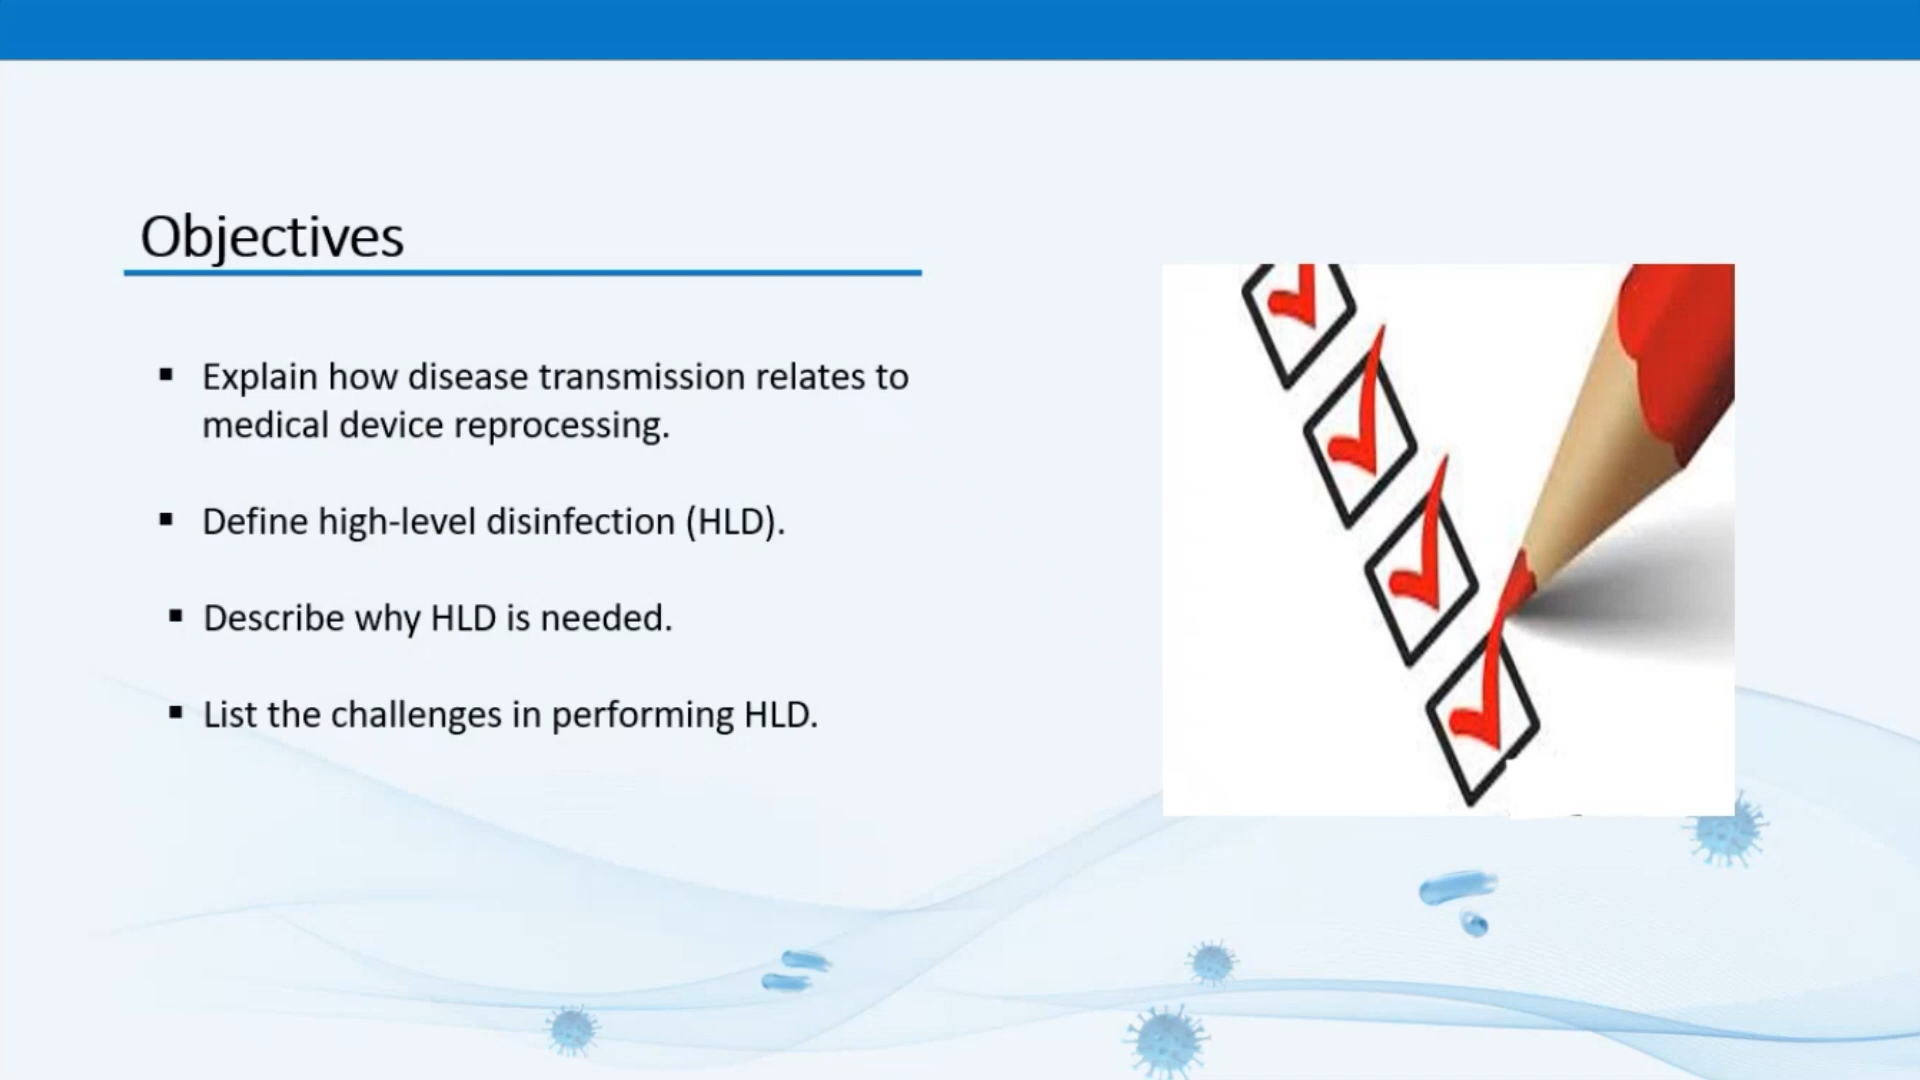 Objectives
▪ Explain how disease transmission relates to
medical device reprocessing.
▪ Define high-level disinfection (HLD).
▪ Describe why HLD is needed.
▪ List the challenges in performing HLD.